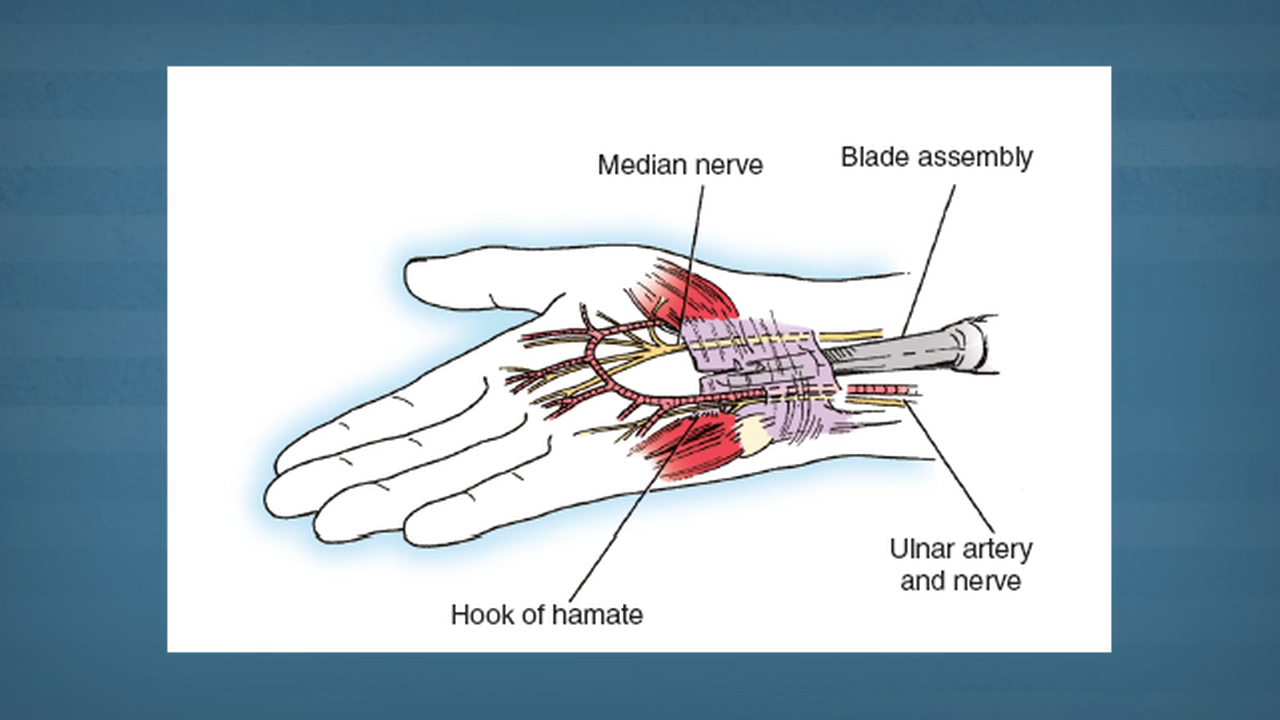 Median nerve
Blade assembly
Ulnar artery
and nerve
Hook of hamate